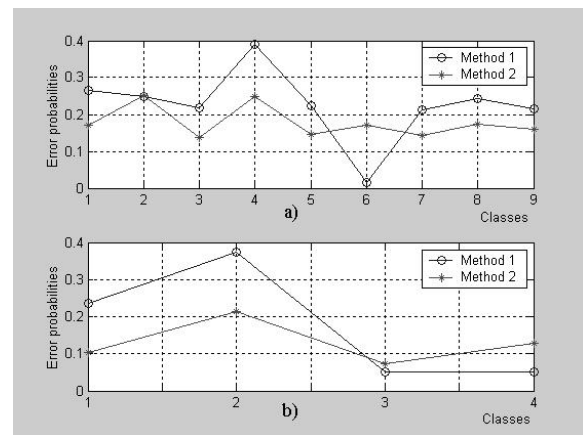 0.4
0.3
0.2
0.1
0
Error probabilities
Method 1
Method 2
1 2 3 4 5 6 7 8 9
a)
Classes
0.4
0.3
0.2
0.1
0
Error probabilities
Method 1
Method 2
1 2 3 4
b)
Classes